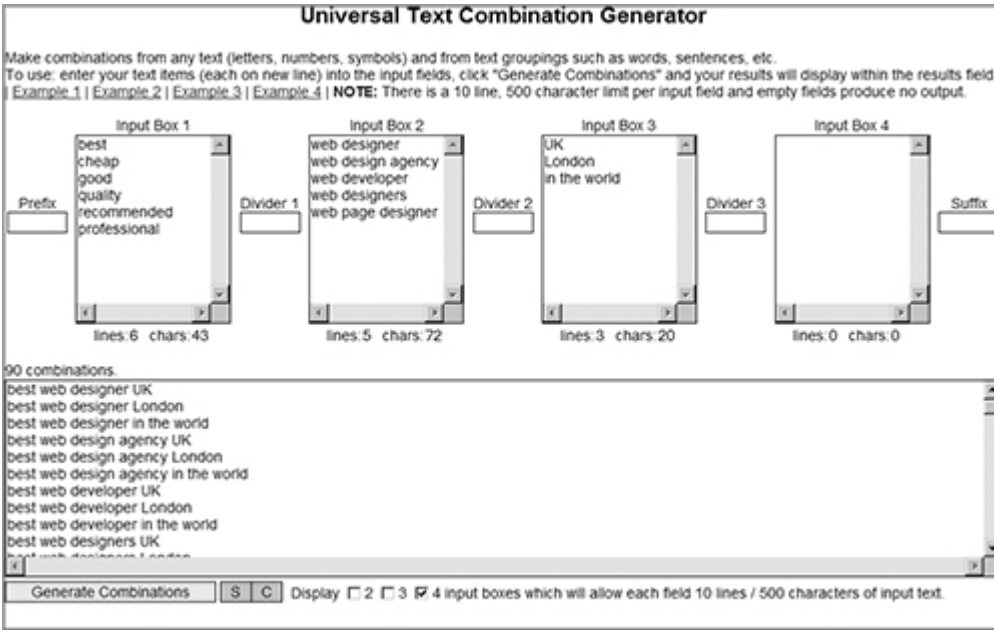 Universal Text Combination Generator
Make combinations from any text (letters, numbers, symbols) and from text groupings such as words, sentences, etc.
To use: enter your text items (each on new line) into the input fields, click "Generate Combinations" and your results will display within the results field
| Example 1 | Example 2 | Example 3 | Example 4 | NOTE: There is a 10 line, 500 character limit per input field and empty fields produce no output.
Input Box 1
Input Box 2
Input Box 3
Input Box 4
Prefix
best
cheap
good
quality
recommended
professional
lines:6 chars:43
Divider 1
web designer
web design agency
web developer
web designers
web page designer
lines:5 chars:72
Divider 2
UK
London
in the world
lines:3 chars:20
Divider 3
lines:0 chars:0
Suffix
90 combinations.
best web designer UK
best web designer London
best web designer in the world
best web design agency UK
best web design agency London
best web design agency in the world
best web developer UK
best web developer London
best web developer in the world
best web designers UK
best web designers London
Generate Combinations S C Display 2 3 4 input boxes which will allow each field 10 lines / 500 characters of input text.